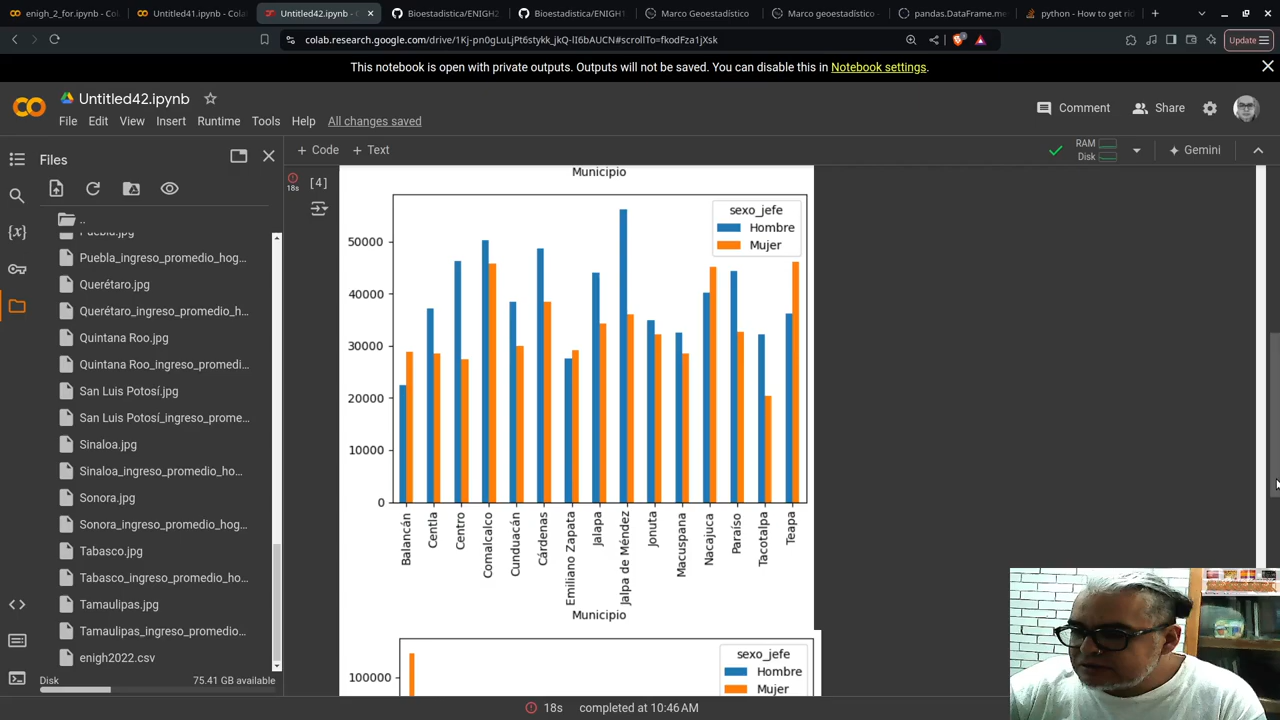 enigh_2_for.ipynb - Co
Untitled41.ipynb - Cola
Untitled42.ipynb - C
Bioestadistica/ENIGH2
Bioestadistica/ENIGH1
Marco Geoestadístico
Marco geoestadístico –
pandas.DataFrame.me
python - How to get rid
colab.research.google.com/drive/1Kj-pn0gLuLjPt6stykk_jkQ-lI6bAUCN#scrollTo=fkodFza1jXsk
Update
This notebook is open with private outputs. Outputs will not be saved. You can disable this in Notebook settings.
Untitled42.ipynb
File Edit View Insert Runtime Tools Help All changes saved
Comment Share
Files
+ Code + Text
RAM
Disk
Gemini
..
Puebla.jpg
Puebla_ingreso_promedio_hog...
Querétaro.jpg
Querétaro_ingreso_promedio_h...
Quintana Roo.jpg
Quintana Roo_ingreso_promedi...
San Luis Potosí.jpg
San Luis Potosí_ingreso_prome...
Sinaloa.jpg
Sinaloa_ingreso_promedio_ho...
Sonora.jpg
Sonora_ingreso_promedio_hog...
Tabasco.jpg
Tabasco_ingreso_promedio_ho...
Tamaulipas.jpg
Tamaulipas_ingreso_promedio...
enigh2022.csv
Disk 75.41 GB available
18s
[4]
Municipio
sexo_jefe
Hombre
Mujer
50000
40000
30000
20000
10000
0
Balancán
Centla
Centro
Comalcalco
Cunduacán
Cárdenas
Emiliano Zapata
Jalapa
Jalpa de Méndez
Jonuta
Macuspana
Nacajuca
Paraíso
Tacotalpa
Teapa
Municipio
sexo_jefe
Hombre
Mujer
100000
18s completed at 10:46 AM